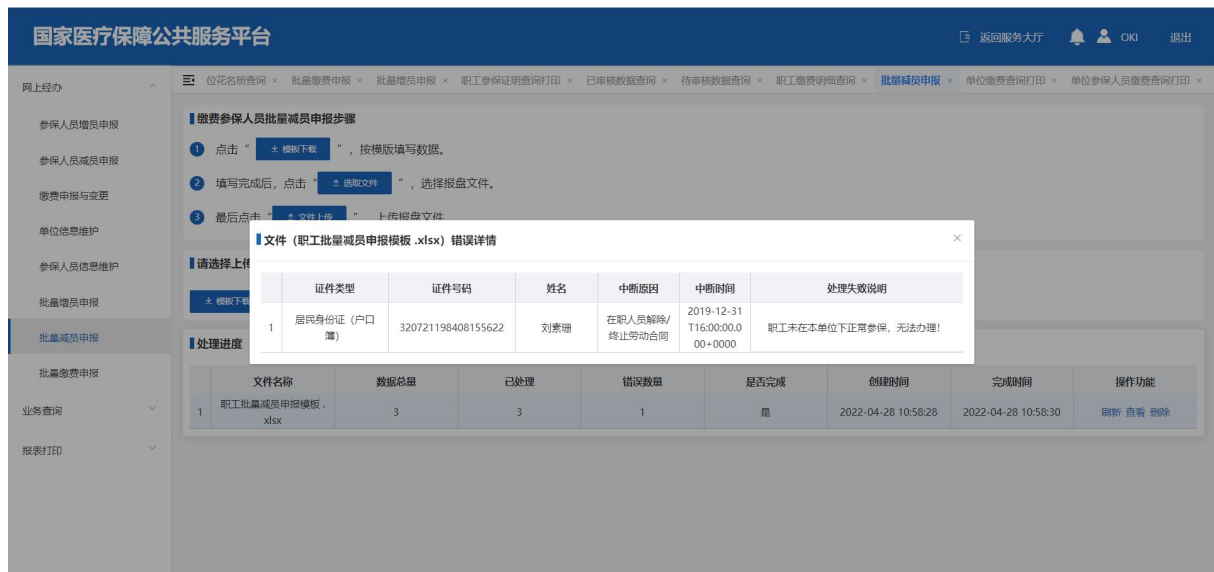 国家医疗保障公共服务平台
返回服务大厅 OKI 退出
网上经办
参保人员增员申报
参保人员减员申报
缴费申报与变更
单位信息维护
参保人员信息维护
批量增员申报
批量减员申报
批量缴费申报
业务查询
报表打印
位花名册查询 × 批量缴费申报 × 批量增员申报 × 职工参保证明查询打印 × 已审核数据查询 × 待审核数据查询 × 职工缴费明细查询 × 批量减员申报 × 单位缴费查询打印 × 单位参保人员缴费查询打印 ×
缴费参保人员批量减员申报步骤
1 点击“ 模板下载 ”，按模版填写数据。
2 填写完成后，点击“ 选取文件 ”，选择报盘文件。
3 最后点击“ 文件上传 ”，上传报盘文件
请选择上传
模板下载
文件（职工批量减员申报模板 .xlsx）错误详情 ×
证件类型 证件号码 姓名 中断原因 中断时间 处理失败说明
1 居民身份证（户口簿） 320721198408155622 刘素珊 在职人员解除/终止劳动合同 2019-12-31T16:00:00.000+0000 职工未在本单位下正常参保，无法办理！
处理进度
文件名称 数据总量 已处理 错误数量 是否完成 创建时间 完成时间 操作功能
1 职工批量减员申报模板 .xlsx 3 3 1 是 2022-04-28 10:58:28 2022-04-28 10:58:30 刷新 查看 删除